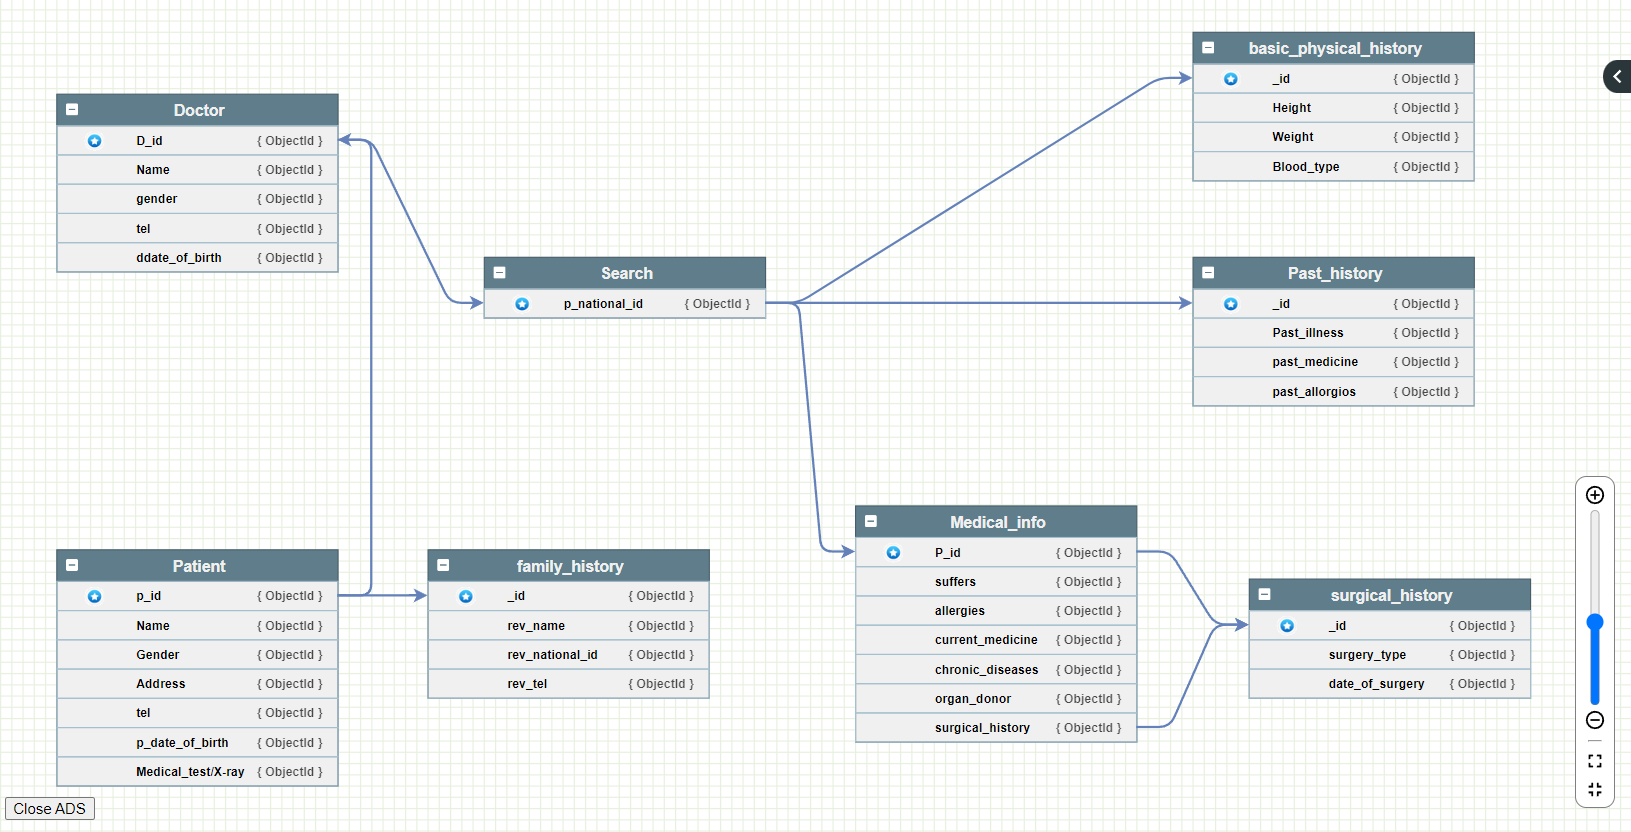 basic_physical_history
_id { ObjectId }
Height { ObjectId }
Weight { ObjectId }
Blood_type { ObjectId }
Doctor
D_id { ObjectId }
Name { ObjectId }
gender { ObjectId }
tel { ObjectId }
ddate_of_birth { ObjectId }
Search
p_national_id { ObjectId }
Past_history
_id { ObjectId }
Past_illness { ObjectId }
past_medicine { ObjectId }
past_allorgios { ObjectId }
Medical_info
P_id { ObjectId }
suffers { ObjectId }
allergies { ObjectId }
current_medicine { ObjectId }
chronic_diseases { ObjectId }
organ_donor { ObjectId }
surgical_history { ObjectId }
Patient
p_id { ObjectId }
Name { ObjectId }
Gender { ObjectId }
Address { ObjectId }
tel { ObjectId }
p_date_of_birth { ObjectId }
Medical_test/X-ray { ObjectId }
family_history
_id { ObjectId }
rev_name { ObjectId }
rev_national_id { ObjectId }
rev_tel { ObjectId }
surgical_history
_id { ObjectId }
surgery_type { ObjectId }
date_of_surgery { ObjectId }
Close ADS